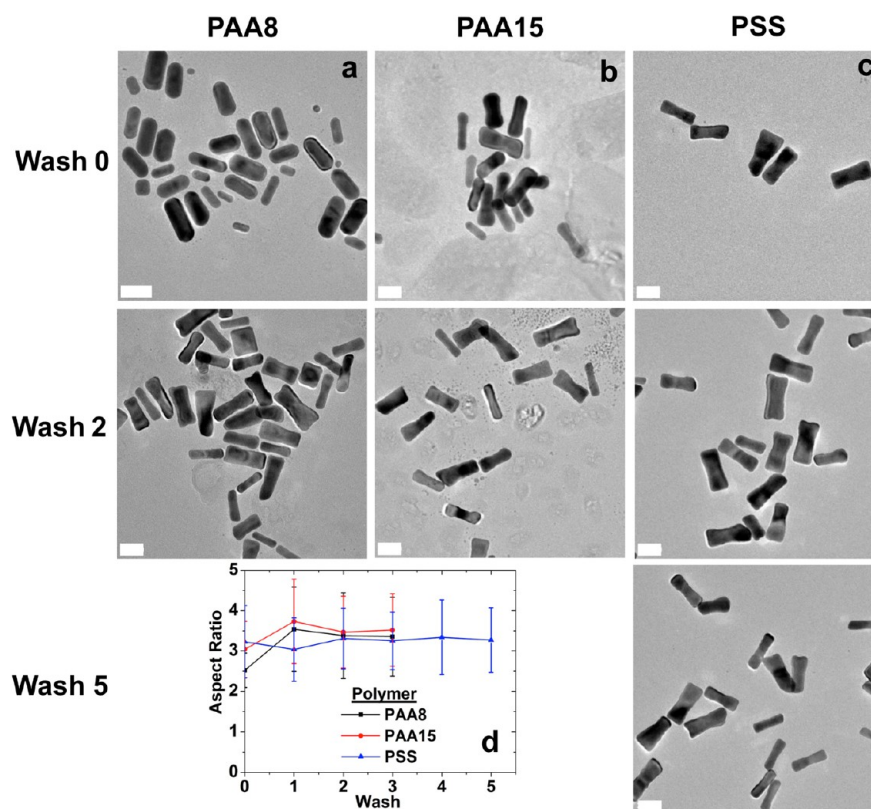 PAA8 PAA15 PSS
Wash 0
a
b
c
Wash 2
Wash 5
5
4
3
2
1
0
Aspect Ratio
Polymer
PAA8
PAA15
PSS
d
0 1 2 3 4 5
Wash